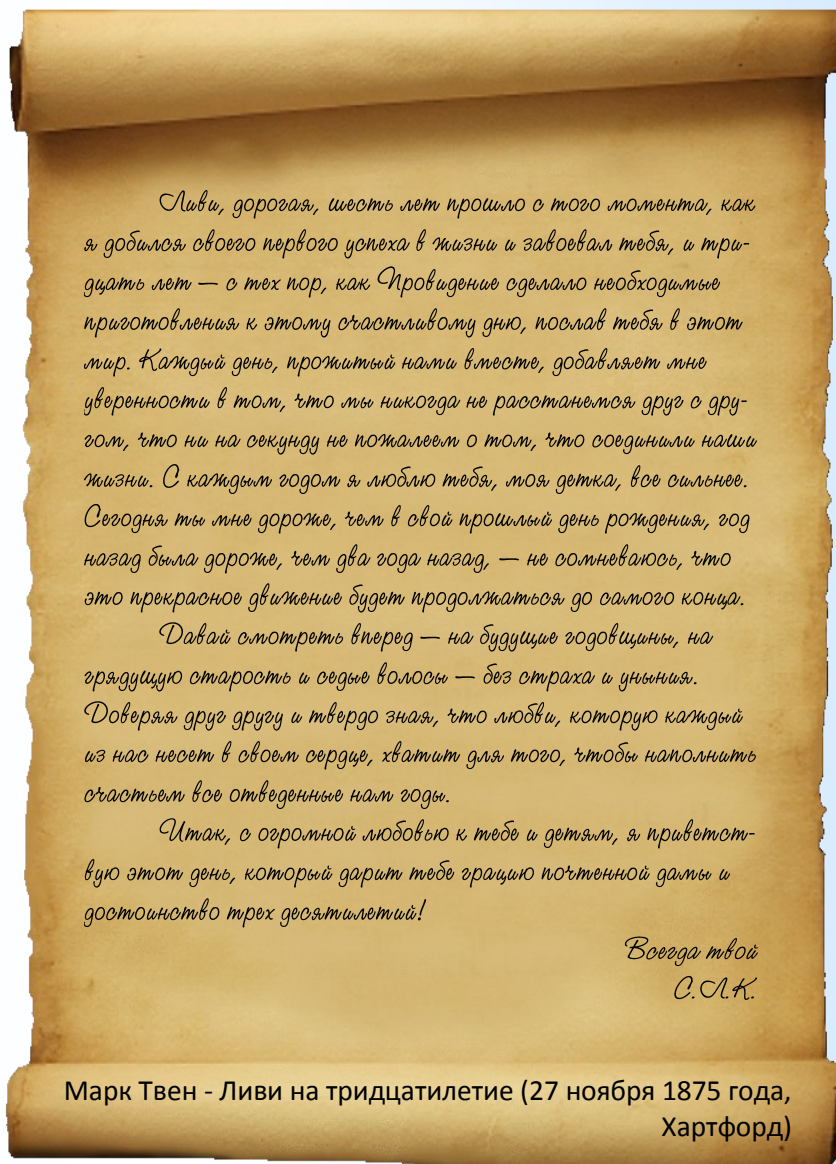 Ливи, дорогая, шесть лет прошло с того момента, как
я добился своего первого успеха в жизни и завоевал тебя, и три-
дцать лет — с тех пор, как Провидение сделало необходимые
приготовления к этому счастливому дню, послав тебя в этот
мир. Каждый день, прожитый нами вместе, добавляет мне
уверенности в том, что мы никогда не расстанемся друг с дру-
гом, что ни на секунду не пожалеем о том, что соединили наши
жизни. С каждым годом я люблю тебя, моя детка, все сильнее.
Сегодня ты мне дороже, чем в свой прошлый день рождения, год
назад была дороже, чем два года назад, — не сомневаюсь, что
это прекрасное движение будет продолжаться до самого конца.
Давай смотреть вперед — на будущие годовщины, на
грядущую старость и седые волосы — без страха и уныния.
Доверяя друг другу и твердо зная, что любви, которую каждый
из нас несет в своем сердце, хватит для того, чтобы наполнить
счастьем все отведенные нам годы.
Итак, с огромной любовью к тебе и детям, я приветст-
вую этот день, который дарит тебе грацию почтенной дамы и
достоинство трех десятилетий!
Всегда твой
С.Л.К.
Марк Твен - Ливи на тридцатилетие (27 ноября 1875 года,
Хартфорд)